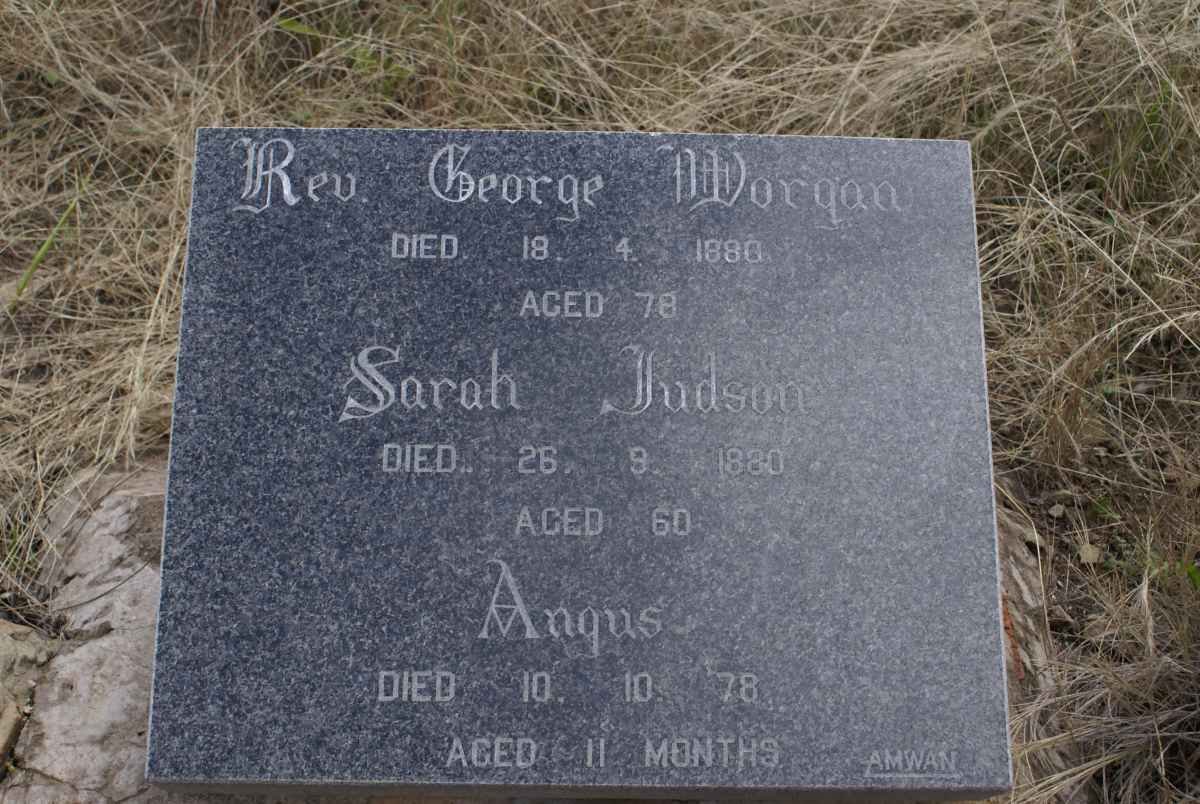 Rev. George Worgan
DIED. 18. 4. 1880.
AGED 78
Sarah Judson
DIED.. 26. 9. 1880
AGED 60
Angus
DIED 10. 10. 78
AGED 11 MONTHS
AMWAN